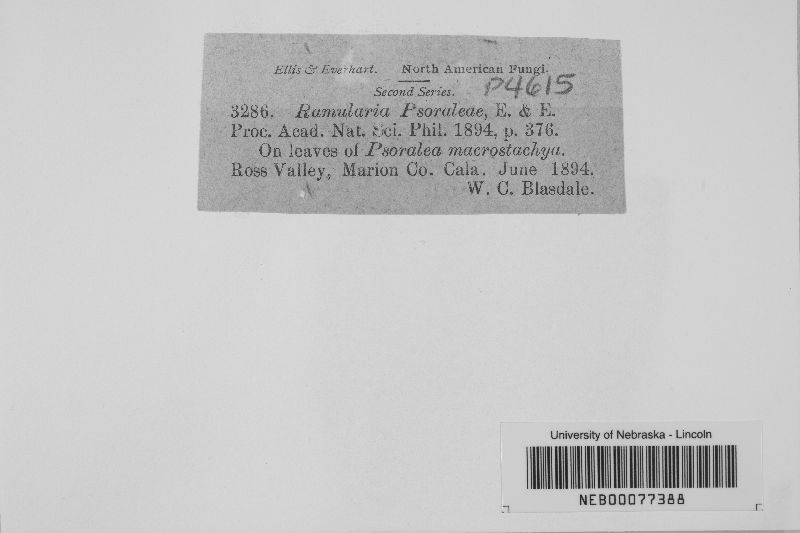 Ellis & Everhart. North American Fungi.
Second Series.
P4615
3286. Ramularia Psoraleae, E. & E.
Proc. Acad. Nat. Sci. Phil. 1894, p. 376.
On leaves of Psoralea macrostachya.
Ross Valley, Marion Co. Cala. June 1894.
W. C. Blasdale.
University of Nebraska - Lincoln
NEB00077388